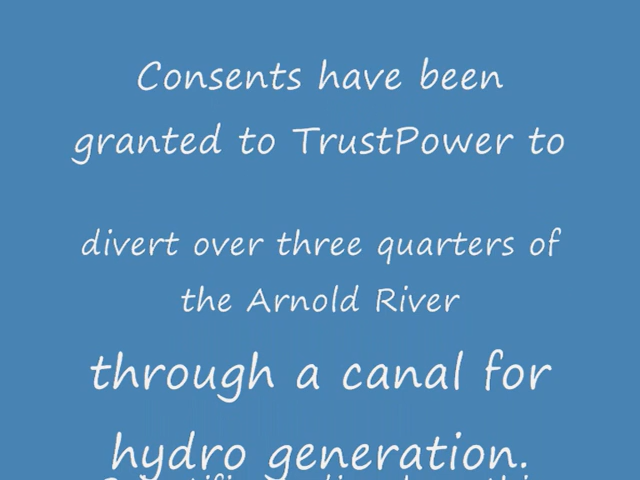 Consents have been
granted to TrustPower to
divert over three quarters of
the Arnold River
through a canal for
hydro generation.